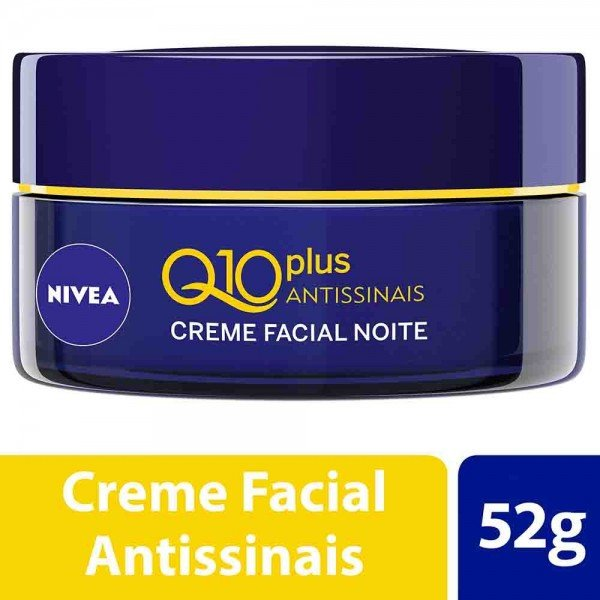 NIVEA
Q10 plus
ANTISSINAIS
CREME FACIAL NOITE
Creme Facial
Antissinais
52g